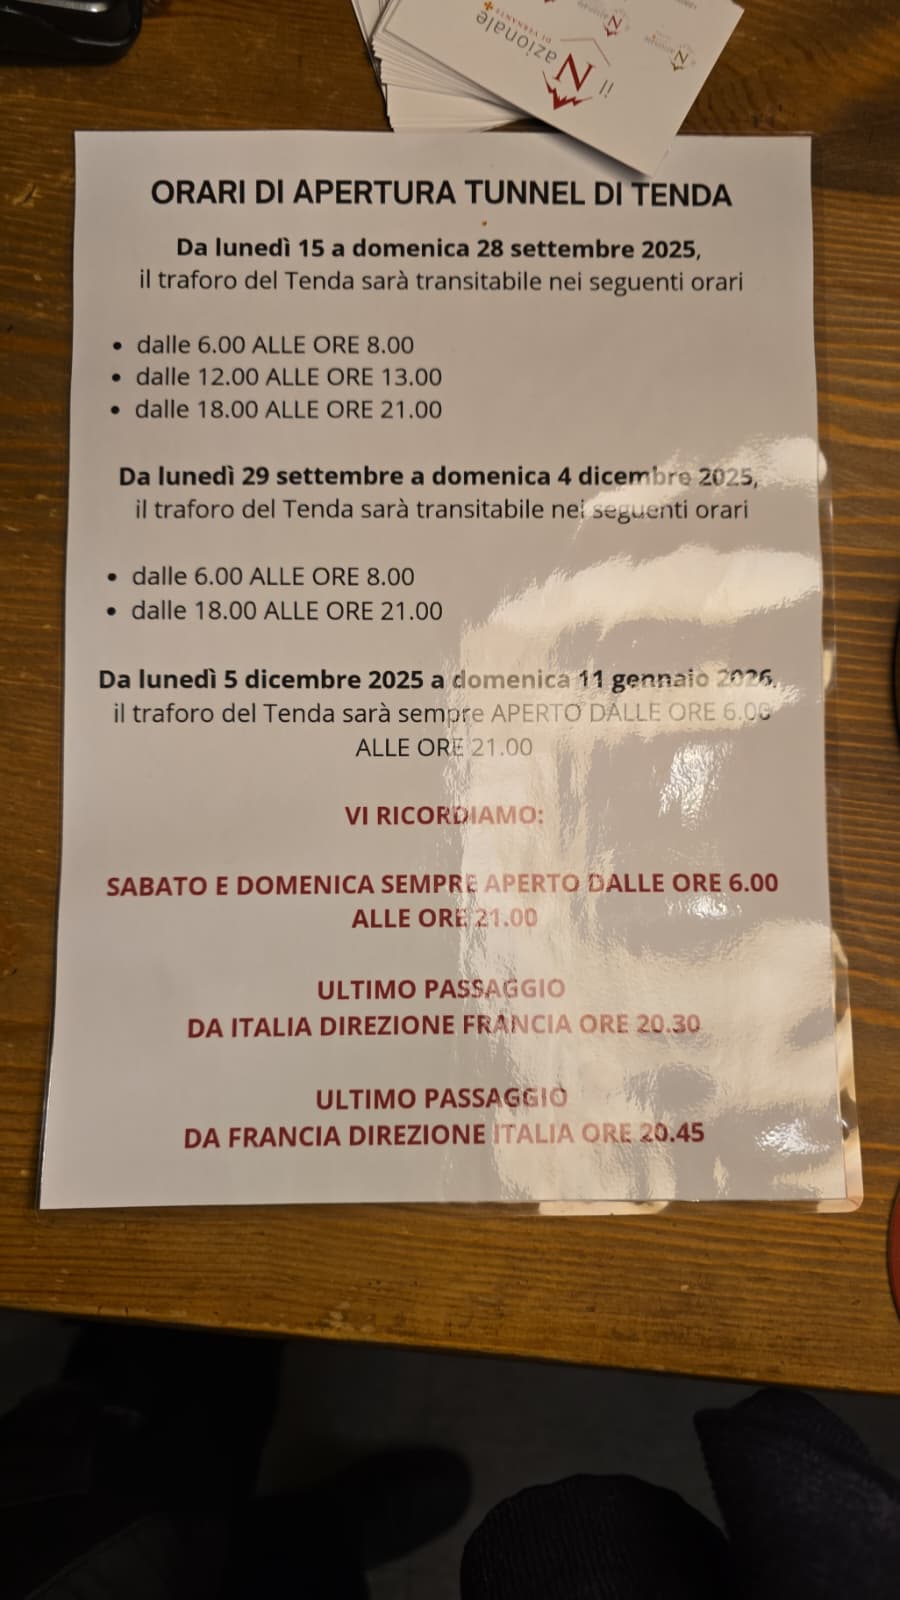 il
Nazionale
DI VERNANTE
ORARI DI APERTURA TUNNEL DI TENDA
Da lunedì 15 a domenica 28 settembre 2025,
il traforo del Tenda sarà transitabile nei seguenti orari
• dalle 6.00 ALLE ORE 8.00
• dalle 12.00 ALLE ORE 13.00
• dalle 18.00 ALLE ORE 21.00
Da lunedì 29 settembre a domenica 4 dicembre 2025,
il traforo del Tenda sarà transitabile nei seguenti orari
• dalle 6.00 ALLE ORE 8.00
• dalle 18.00 ALLE ORE 21.00
Da lunedì 5 dicembre 2025 a domenica 11 gennaio 2026,
il traforo del Tenda sarà sempre APERTO DALLE ORE 6.00
ALLE ORE 21.00
VI RICORDIAMO:
SABATO E DOMENICA SEMPRE APERTO DALLE ORE 6.00
ALLE ORE 21.00
ULTIMO PASSAGGIO
DA ITALIA DIREZIONE FRANCIA ORE 20.30
ULTIMO PASSAGGIO
DA FRANCIA DIREZIONE ITALIA ORE 20.45